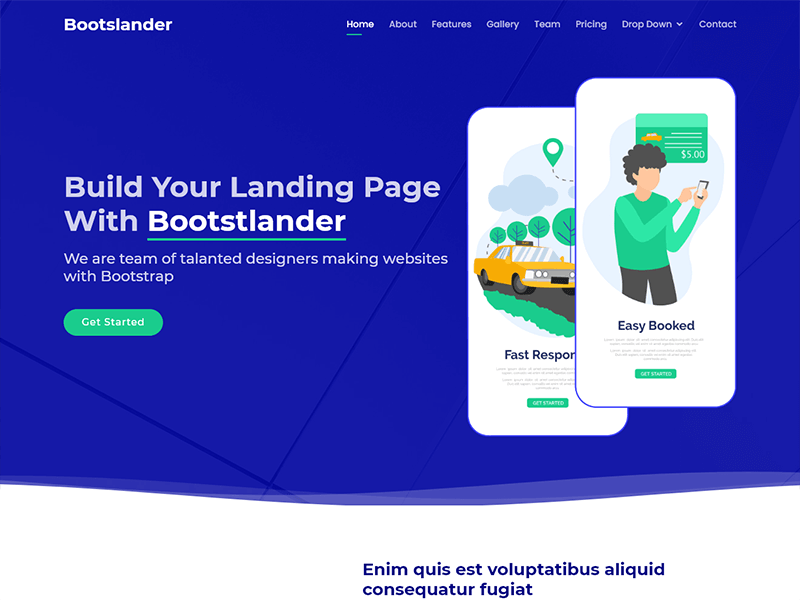 Bootslander
Home About Features Gallery Team Pricing Drop Down Contact
Build Your Landing Page
With Bootstlander
We are team of talanted designers making websites
with Bootstrap
Get Started
$5.00
Easy Booked
GET STARTED
Fast Respon
GET STARTED
Enim quis est voluptatibus aliquid
consequatur fugiat